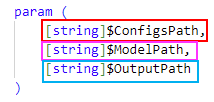 param (
[string]$ConfigsPath,
[string]$ModelPath,
[string]$OutputPath
)